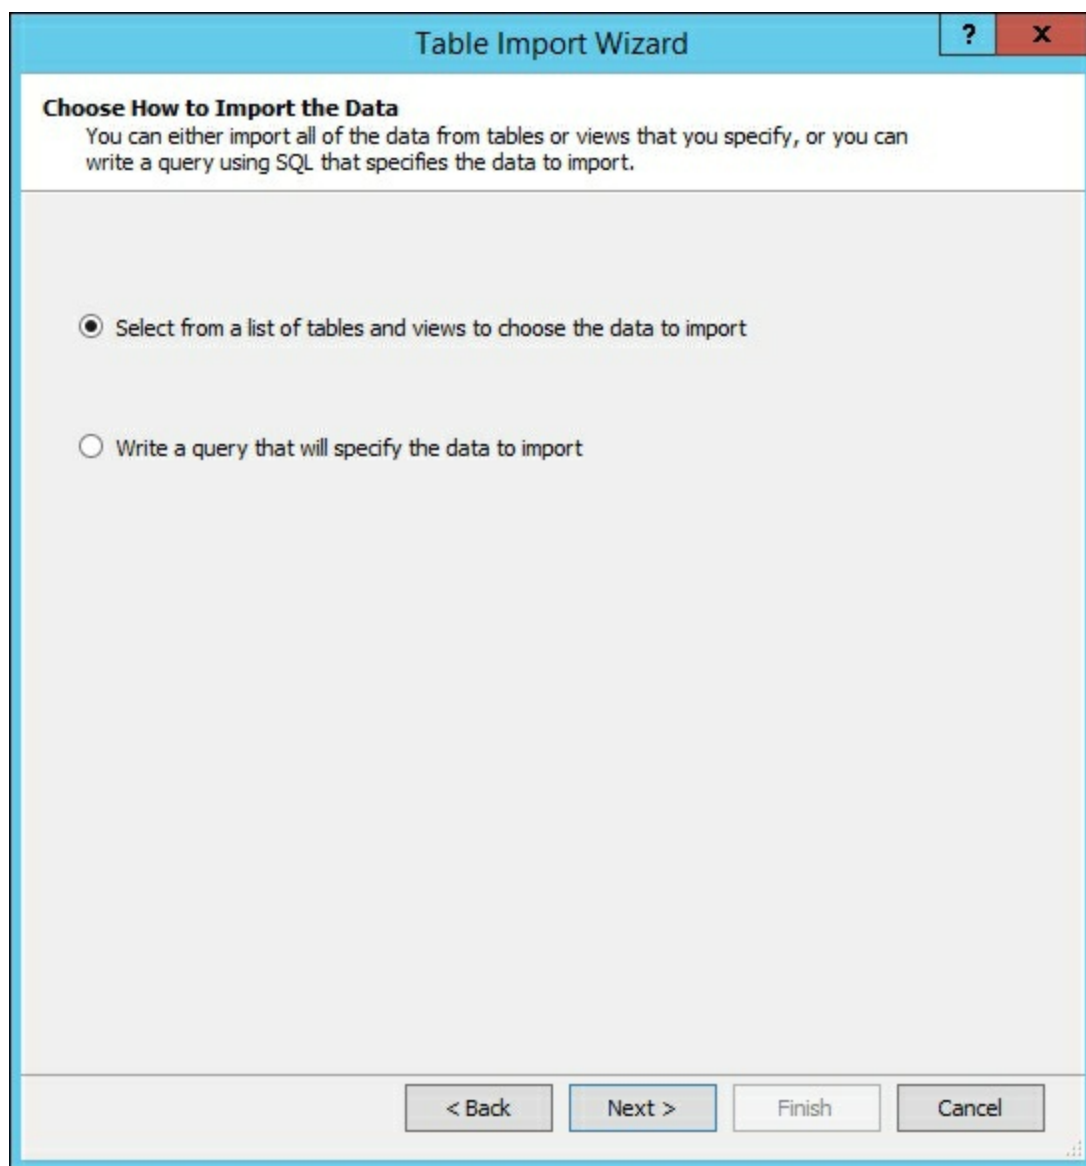 Table Import Wizard
? x
Choose How to Import the Data
You can either import all of the data from tables or views that you specify, or you can
write a query using SQL that specifies the data to import.
Select from a list of tables and views to choose the data to import
Write a query that will specify the data to import
< Back Next > Finish Cancel